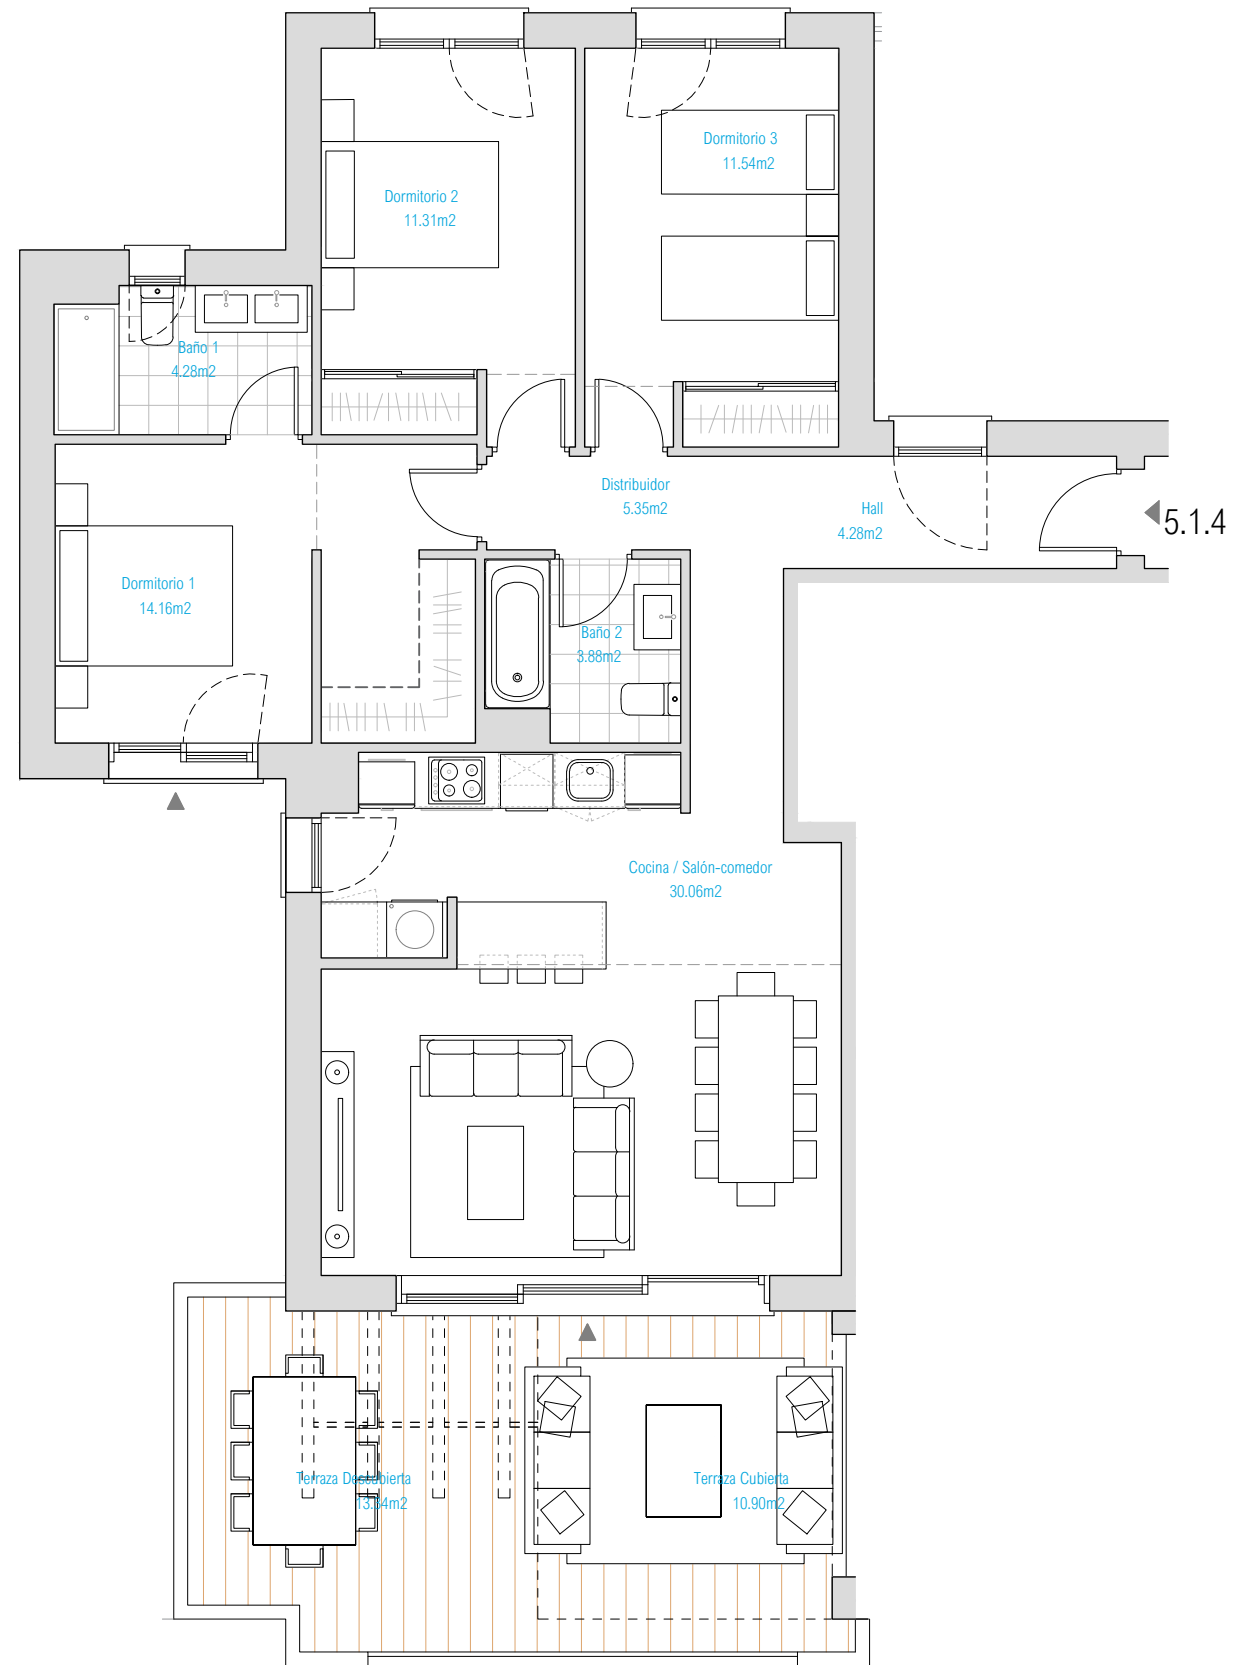 Dormitorio 3
11.54m2
Dormitorio 2
11.31m2
Baño 1
4.28m2
Distribuidor
5.35m2
Hall
4.28m2
5.1.4
Dormitorio 1
14.16m2
Baño 2
3.88m2
Cocina / Salón-comedor
30.06m2
Terraza Descubierta
13.34m2
Terraza Cubierta
10.90m2